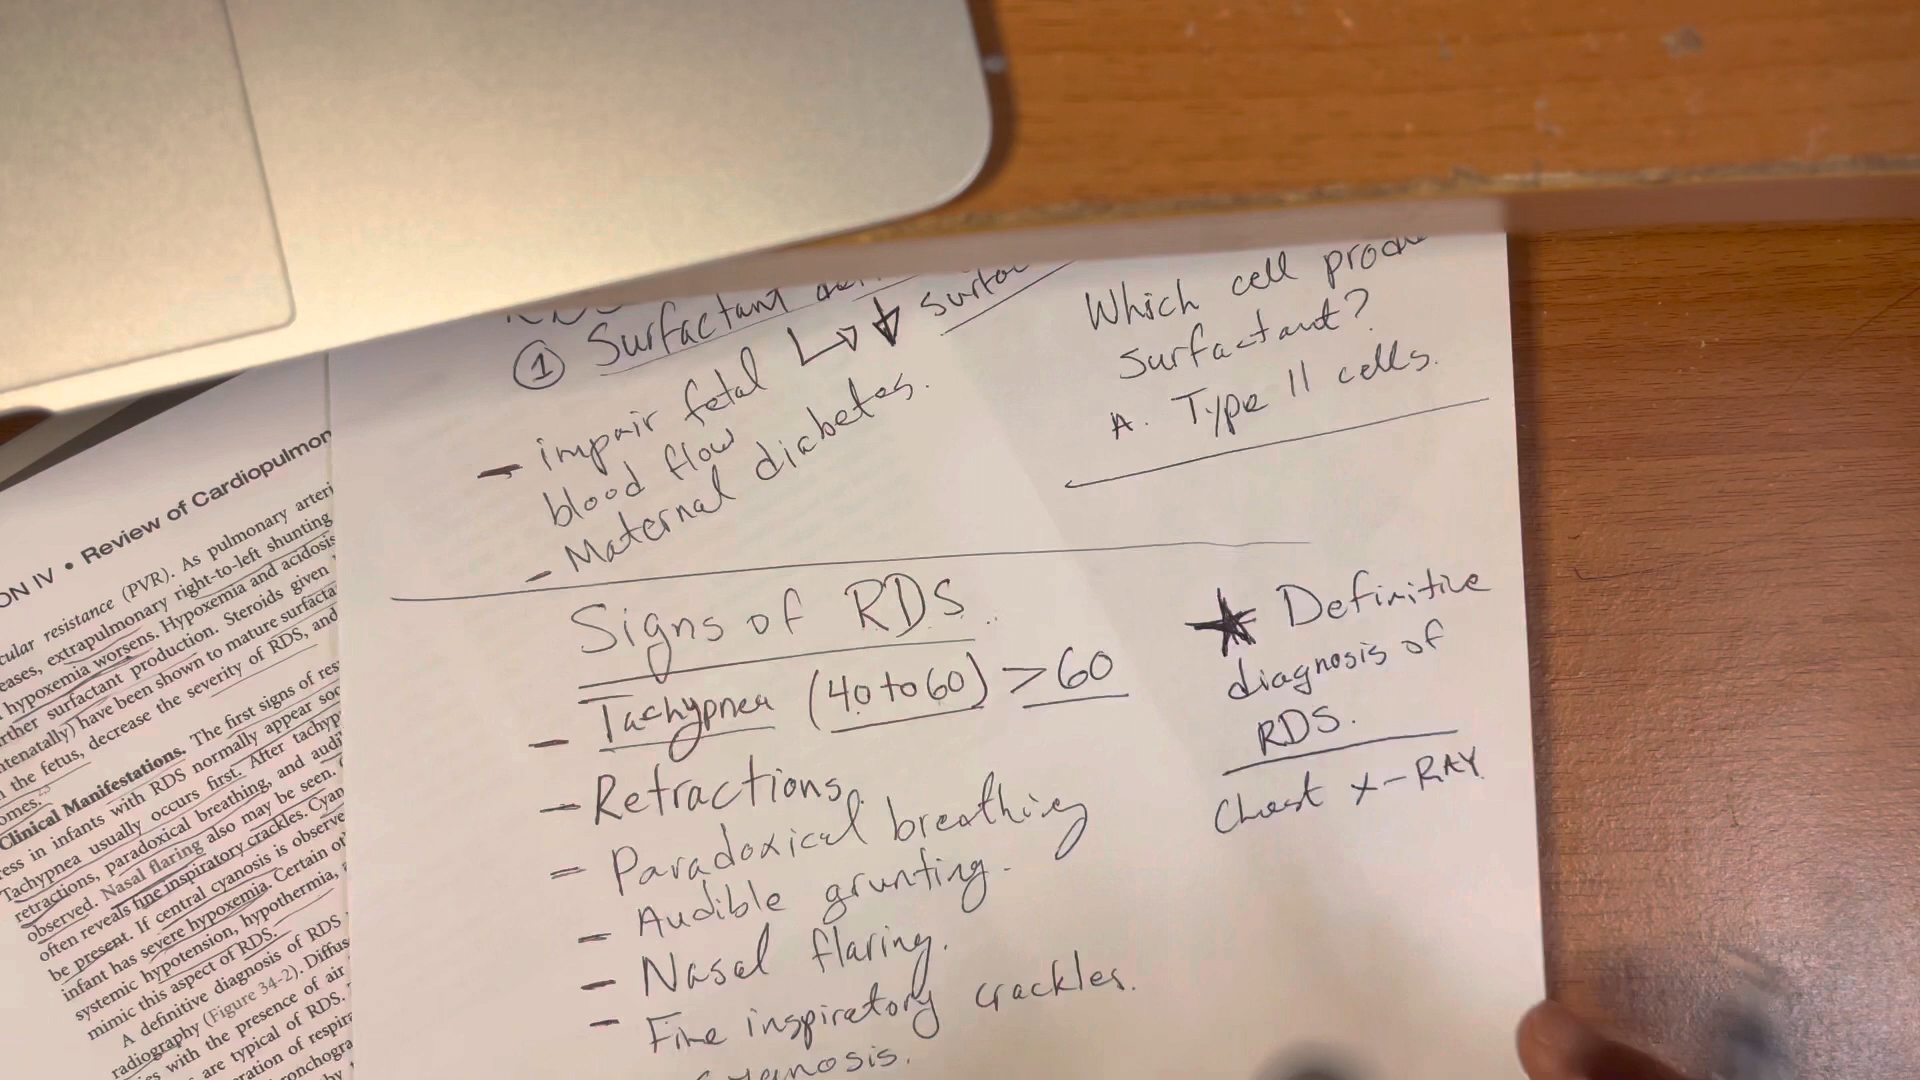 ON IV • Review of Cardiopulmon
cular resistance (PVR). As pulmonary arteri
eases, extrapulmonary right-to-left shunting
hypoxemia worsens. Hypoxemia and acidosis
rther surfactant production. Steroids given
ntenatally) have been shown to mature surfacta
n the fetus, decrease the severity of RDS, and
omes.
Clinical Manifestations. The first signs of res
ress in infants with RDS normally appear soo
Tachypnea usually occurs first. After tachyp
retractions, paradoxical breathing, and audi
observed. Nasal flaring also may be seen.
often reveals fine inspiratory crackles. Cyan
be present. If central cyanosis is observe
infant has severe hypoxemia. Certain ot
systemic hypotension, hypothermia,
mimic this aspect of RDS.
A definitive diagnosis of RDS
radiography (Figure 34-2). Diffus
with the presence of air
are typical of RDS.
eration of respir
ronchogra
① Surfactant
↳ ↓
- impair fetal
blood flow
- Maternal diabetes.
Which cell produ
Surfactant?
A. Type II cells.
Signs of RDS
- Tachypnea (40 to 60) >60
- Retractions.
- Paradoxical breathing
- Audible grunting.
- Nasal flaring.
- Fine inspiratory crackles.
★ Definitive
diagnosis of
RDS.
Chest X-RAY